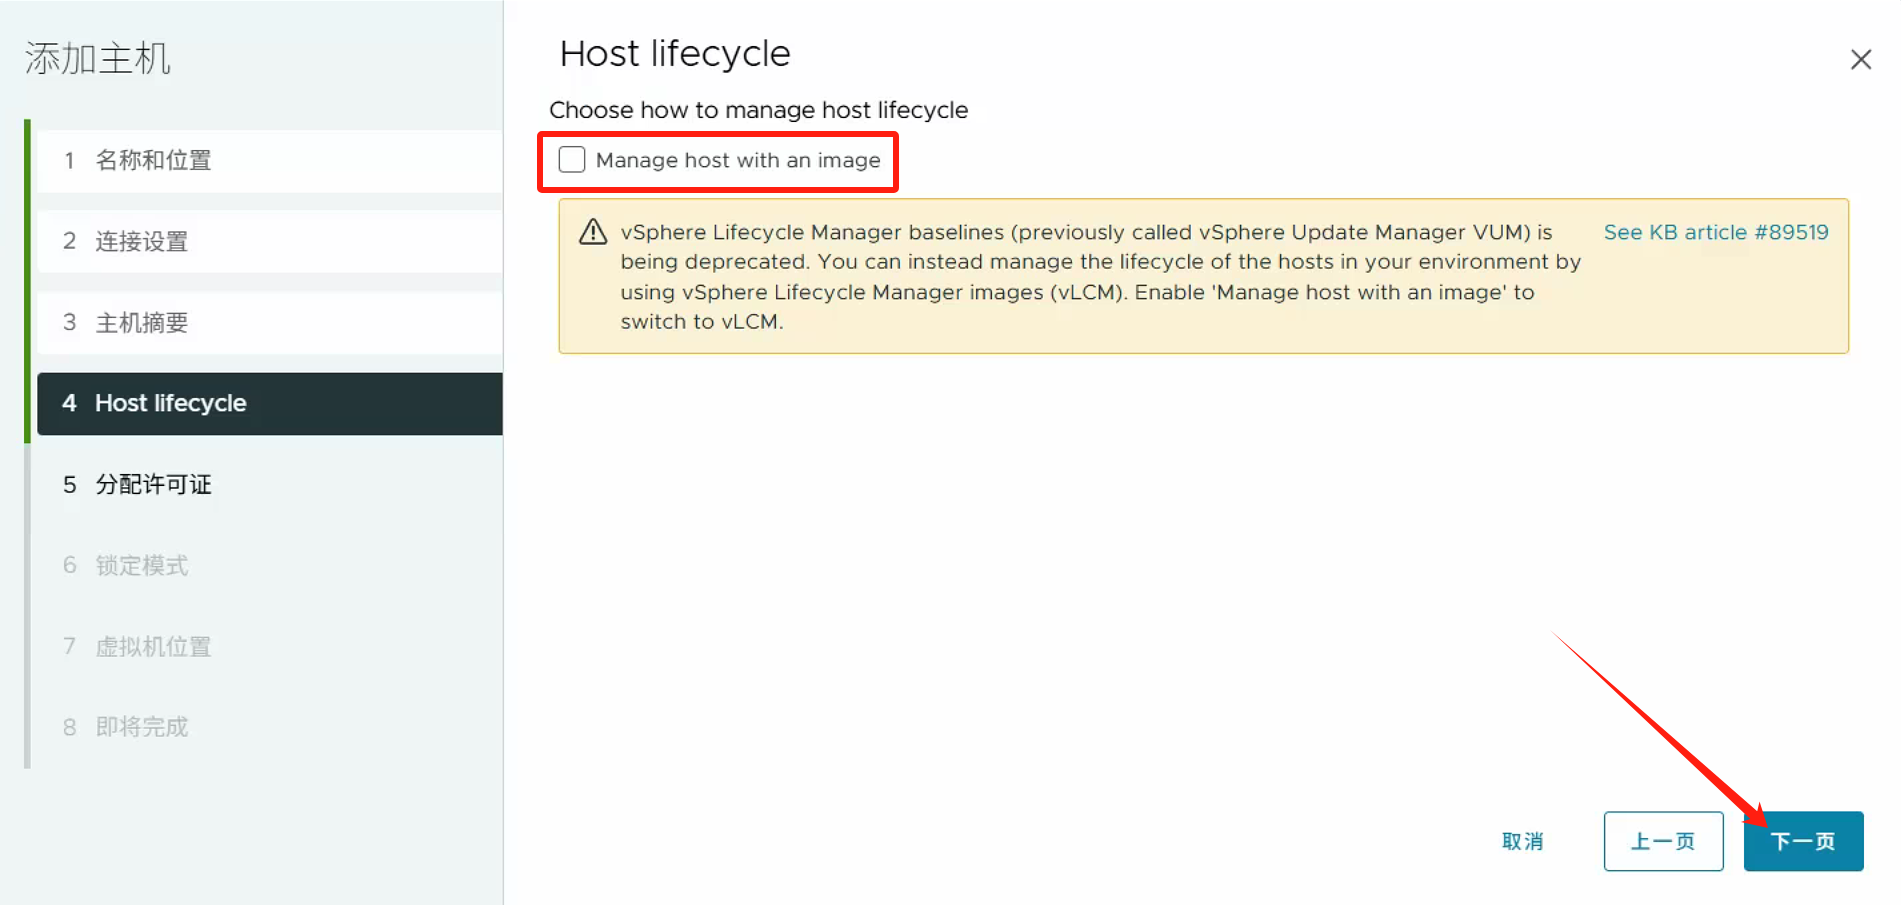 添加主机
1 名称和位置
2 连接设置
3 主机摘要
4 Host lifecycle
5 分配许可证
6 锁定模式
7 虚拟机位置
8 即将完成
Host lifecycle
Choose how to manage host lifecycle
Manage host with an image
vSphere Lifecycle Manager baselines (previously called vSphere Update Manager VUM) is
being deprecated. You can instead manage the lifecycle of the hosts in your environment by
using vSphere Lifecycle Manager images (vLCM). Enable 'Manage host with an image' to
switch to vLCM.
See KB article #89519
取消
上一页
下一页